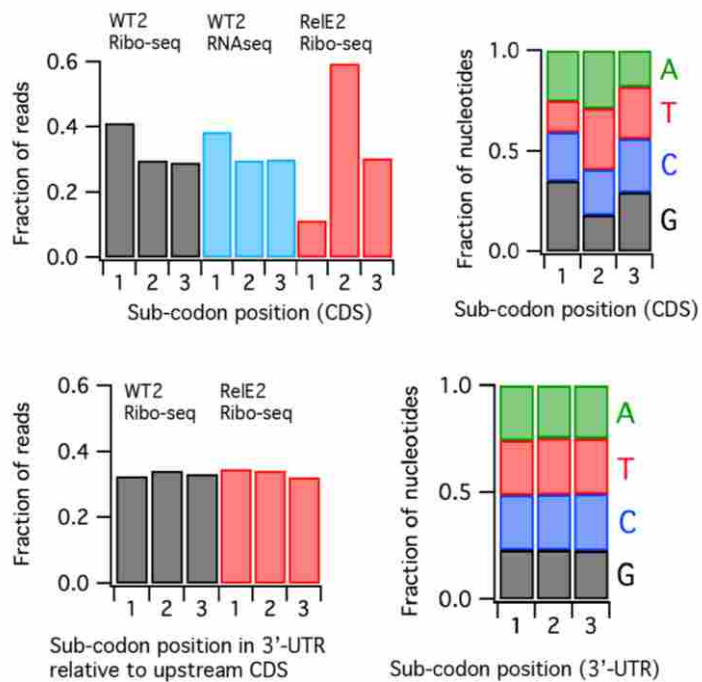 WT2
Ribo-seq
WT2
RNAseq
RelE2
Ribo-seq
Fraction of reads
0.6
0.4
0.2
0.0
1 2 3 1 2 3 1 2 3
Sub-codon position (CDS)
Fraction of nucleotides
1.0
0.5
0.0
A
T
C
G
1 2 3
Sub-codon position (CDS)
Fraction of reads
0.6
0.4
0.2
0.0
WT2
Ribo-seq
RelE2
Ribo-seq
1 2 3 1 2 3
Sub-codon position in 3'-UTR
relative to upstream CDS
Fraction of nucleotides
1.0
0.5
0.0
A
T
C
G
1 2 3
Sub-codon position (3'-UTR)